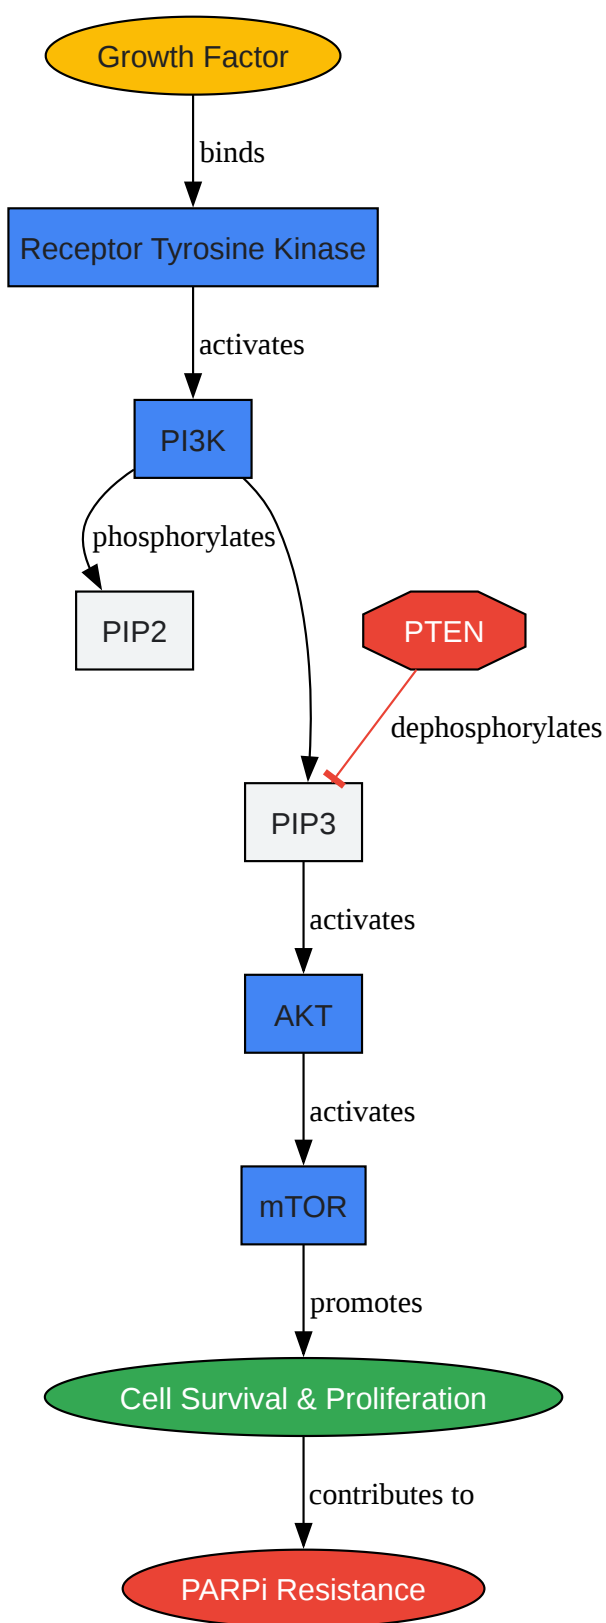 Growth Factor
binds
Receptor Tyrosine Kinase
activates
PI3K
phosphorylates
PIP2
PTEN
dephosphorylates
PIP3
activates
AKT
activates
mTOR
promotes
Cell Survival & Proliferation
contributes to
PARPi Resistance